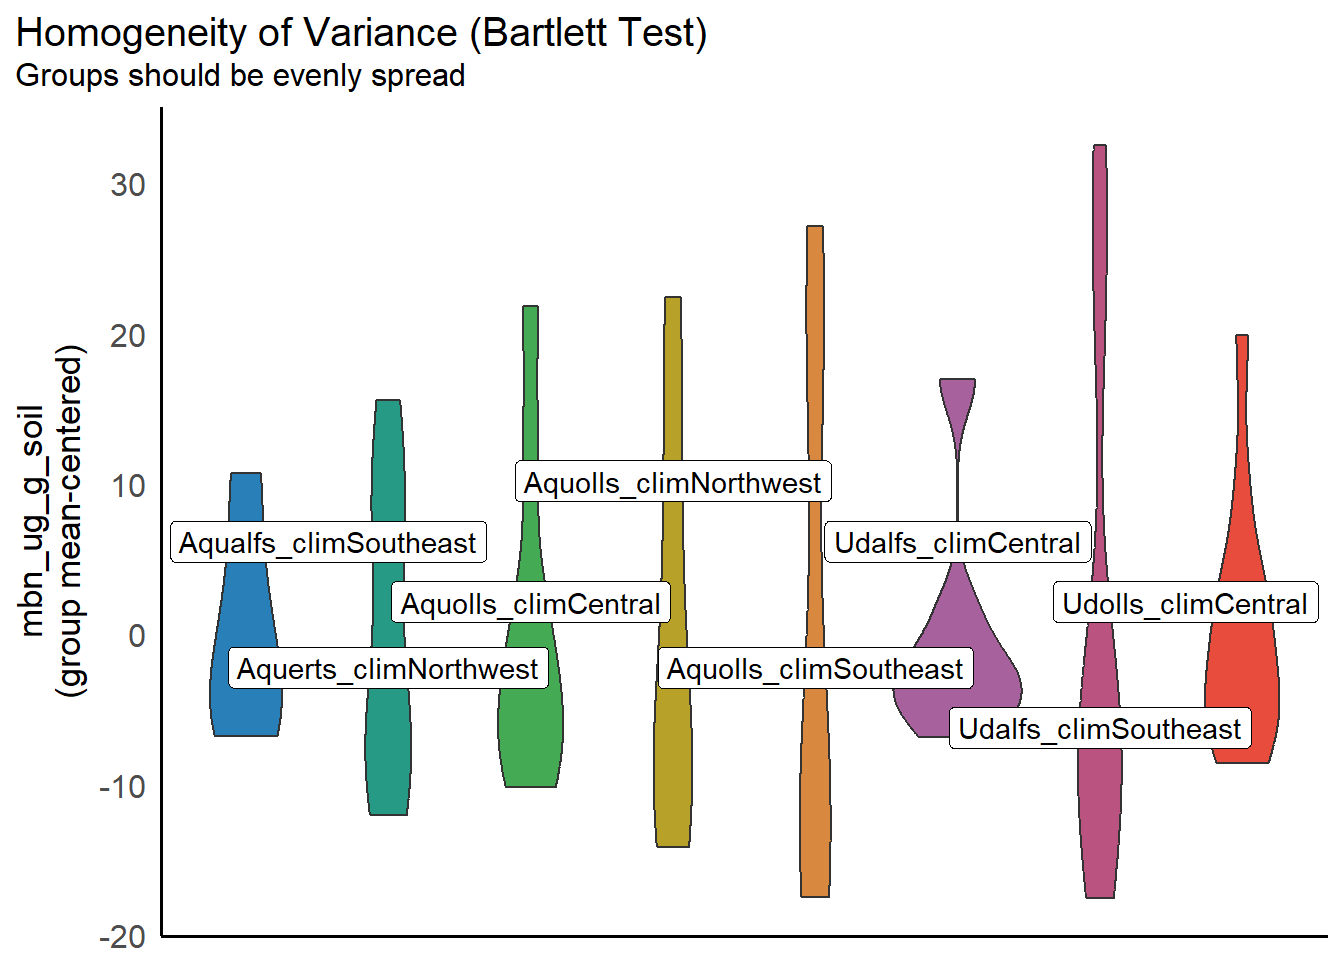 Homogeneity of Variance (Bartlett Test)
Groups should be evenly spread
mbn_ug_g_soil
(group mean-centered)
30
20
10
0
-10
-20
Aquolls_climNorthwest
Aqualfs_climSoutheast
Udalfs_climCentral
Aquolls_climCentral
Udolls_climCentral
Aquerts_climNorthwest
Aquolls_climSoutheast
Udalfs_climSoutheast